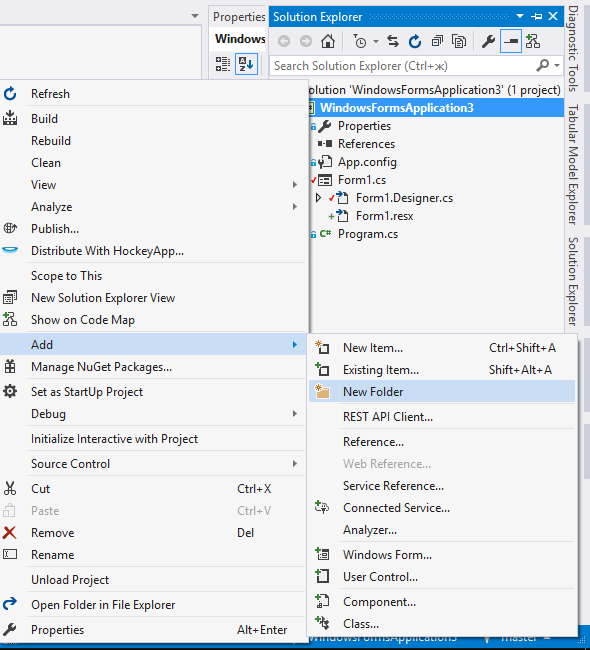 Properties
Windows
Solution Explorer
Search Solution Explorer (Ctrl+ж)
olution 'WindowsFormsApplication3' (1 project)
WindowsFormsApplication3
Properties
References
App.config
Form1.cs
Form1.Designer.cs
Form1.resx
Program.cs
C#
Diagnostic Tools
Tabular Model Explorer
Solution Explorer
Refresh
Build
Rebuild
Clean
View
Analyze
Publish...
Distribute With HockeyApp...
Scope to This
New Solution Explorer View
Show on Code Map
Add
Manage NuGet Packages...
Set as StartUp Project
Debug
Initialize Interactive with Project
Source Control
Cut Ctrl+X
Paste Ctrl+V
Remove Del
Rename
Unload Project
Open Folder in File Explorer
Properties Alt+Enter
New Item... Ctrl+Shift+A
Existing Item... Shift+Alt+A
New Folder
REST API Client...
Reference...
Web Reference...
Service Reference...
Connected Service...
Analyzer...
Windows Form...
User Control...
Component...
Class...
WindowsFormsApplication3
master